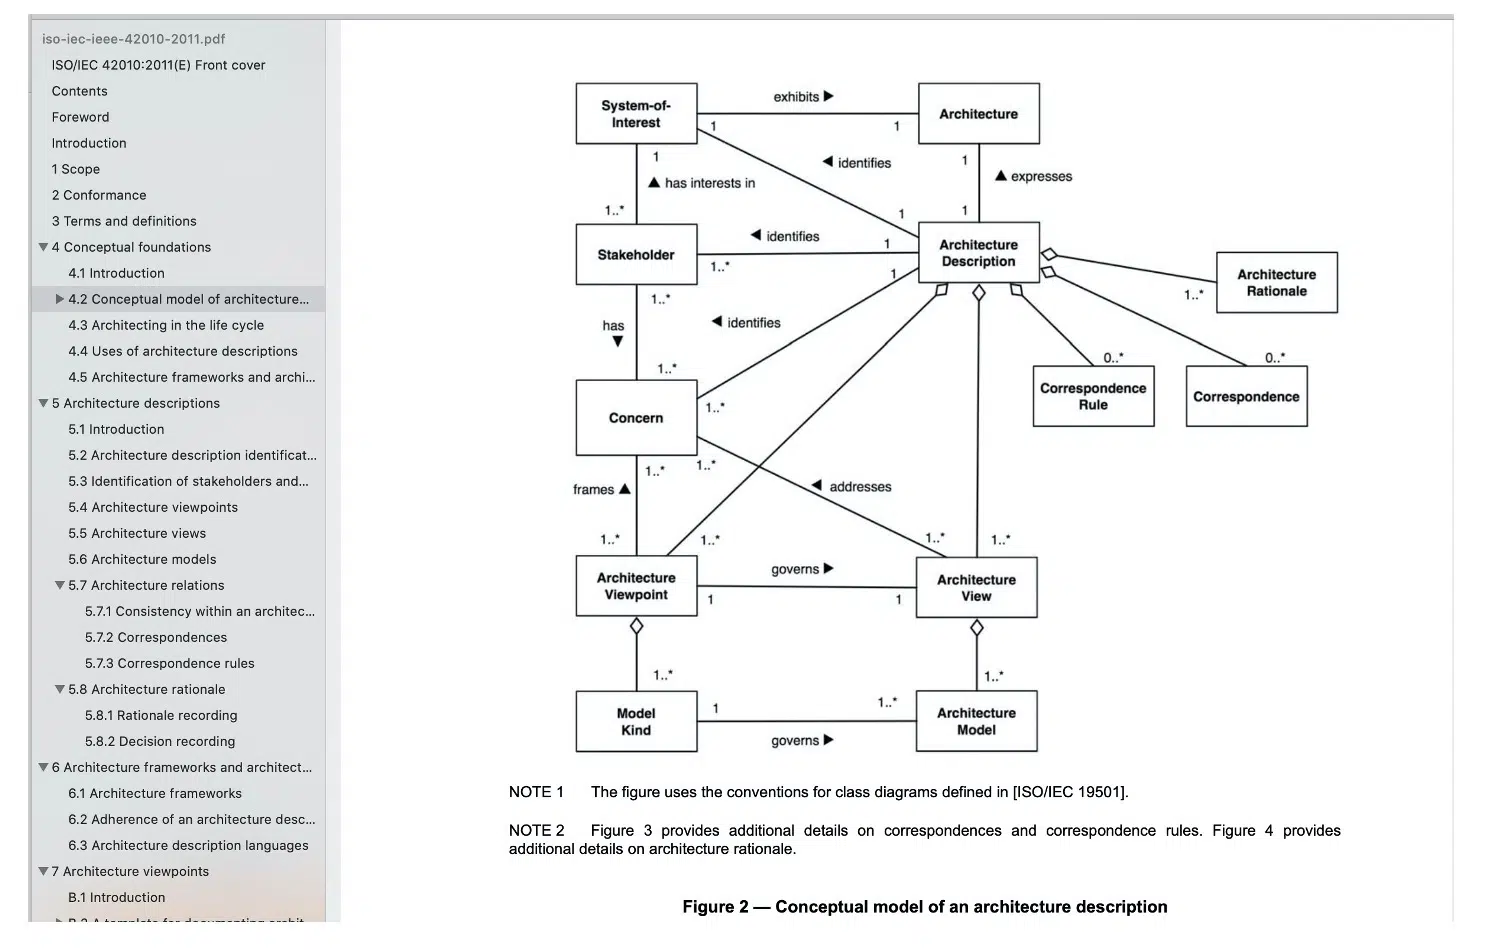 iso-iec-ieee-42010-2011.pdf
ISO/IEC 42010:2011(E) Front cover
Contents
Foreword
Introduction
1 Scope
2 Conformance
3 Terms and definitions
4 Conceptual foundations
4.1 Introduction
4.2 Conceptual model of architecture...
4.3 Architecting in the life cycle
4.4 Uses of architecture descriptions
4.5 Architecture frameworks and archi...
5 Architecture descriptions
5.1 Introduction
5.2 Architecture description identificat...
5.3 Identification of stakeholders and...
5.4 Architecture viewpoints
5.5 Architecture views
5.6 Architecture models
5.7 Architecture relations
5.7.1 Consistency within an architec...
5.7.2 Correspondences
5.7.3 Correspondence rules
5.8 Architecture rationale
5.8.1 Rationale recording
5.8.2 Decision recording
6 Architecture frameworks and architect...
6.1 Architecture frameworks
6.2 Adherence of an architecture desc...
6.3 Architecture description languages
7 Architecture viewpoints
B.1 Introduction
System-of-
Interest
exhibits ▶
1
1
Architecture
1
▲ has interests in
1..*
◀ identifies
1
1
▲ expresses
1
Stakeholder
◀ identifies
1..*
1
Architecture
Description
1
1..*
Architecture
Rationale
1..*
has
▼
1..*
◀ identifies
1..*
0..*
Correspondence
Rule
0..*
Correspondence
Concern
1..*
1..*
frames ▲
1..*
1..*
◀ addresses
1..*
1..*
Architecture
Viewpoint
governs ▶
1
1
Architecture
View
1..*
1..*
Model
Kind
1
1..*
governs ▶
Architecture
Model
NOTE 1 The figure uses the conventions for class diagrams defined in [ISO/IEC 19501].
NOTE 2 Figure 3 provides additional details on correspondences and correspondence rules. Figure 4 provides
additional details on architecture rationale.
Figure 2 — Conceptual model of an architecture description